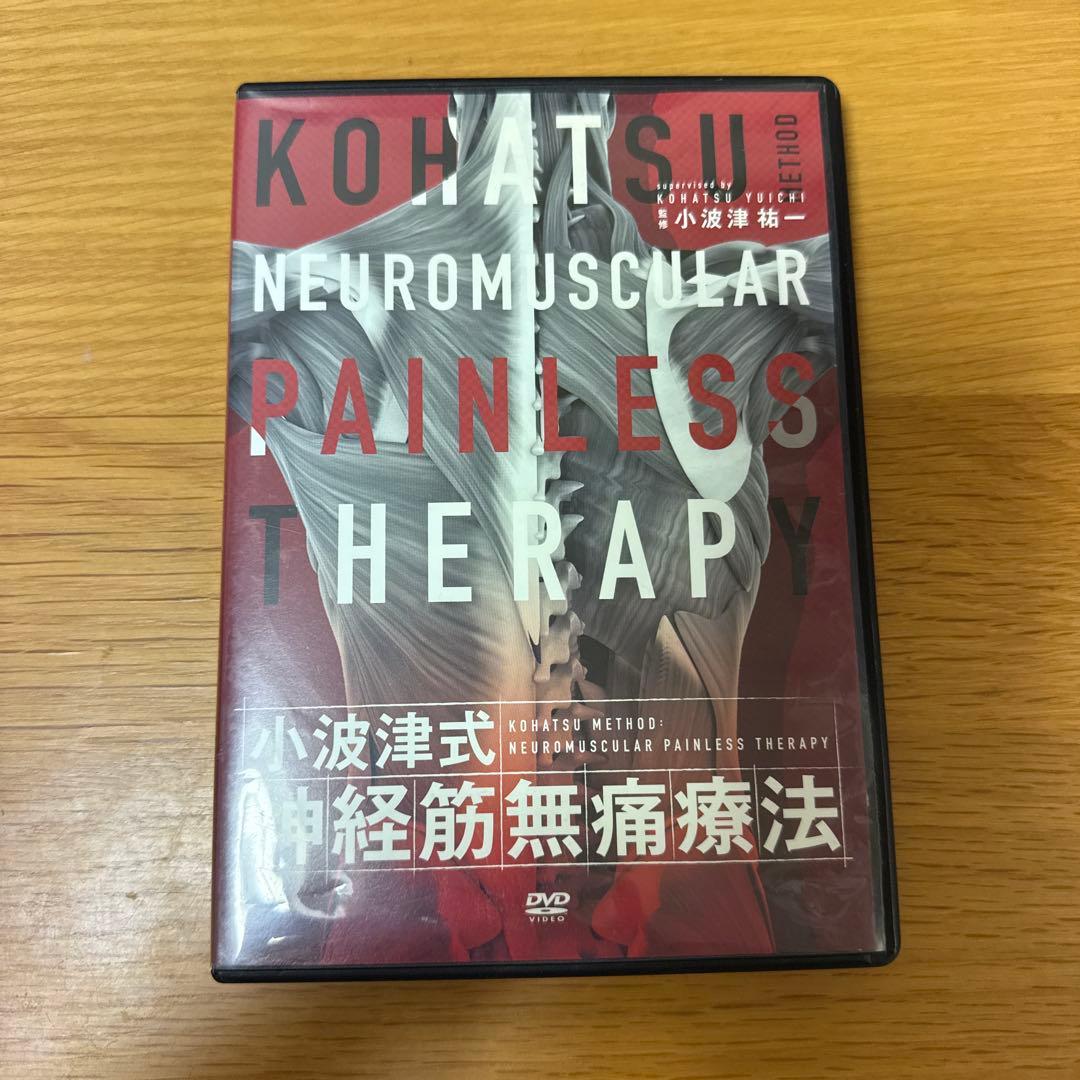 KOHATSU
METHOD
supervised by
KOHATSU YUICHI
監修 小波津 祐一
NEUROMUSCULAR
PAINLESS
THERAPY
小波津式
KOHATSU METHOD:
NEUROMUSCULAR PAINLESS THERAPY
神経筋無痛療法
DVD
VIDEO